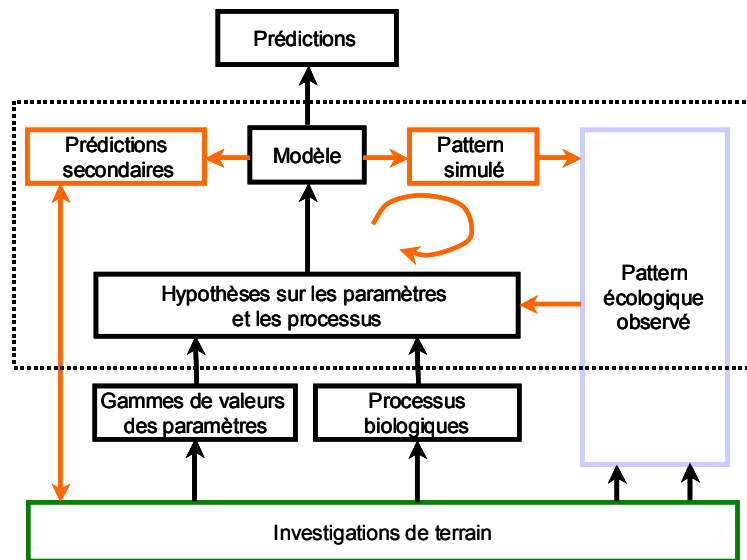 Prédictions
Prédictions
secondaires
Modèle
Pattern
simulé
Pattern
écologique
observé
Hypothèses sur les paramètres
et les processus
Gammes de valeurs
des paramètres
Processus
biologiques
Investigations de terrain